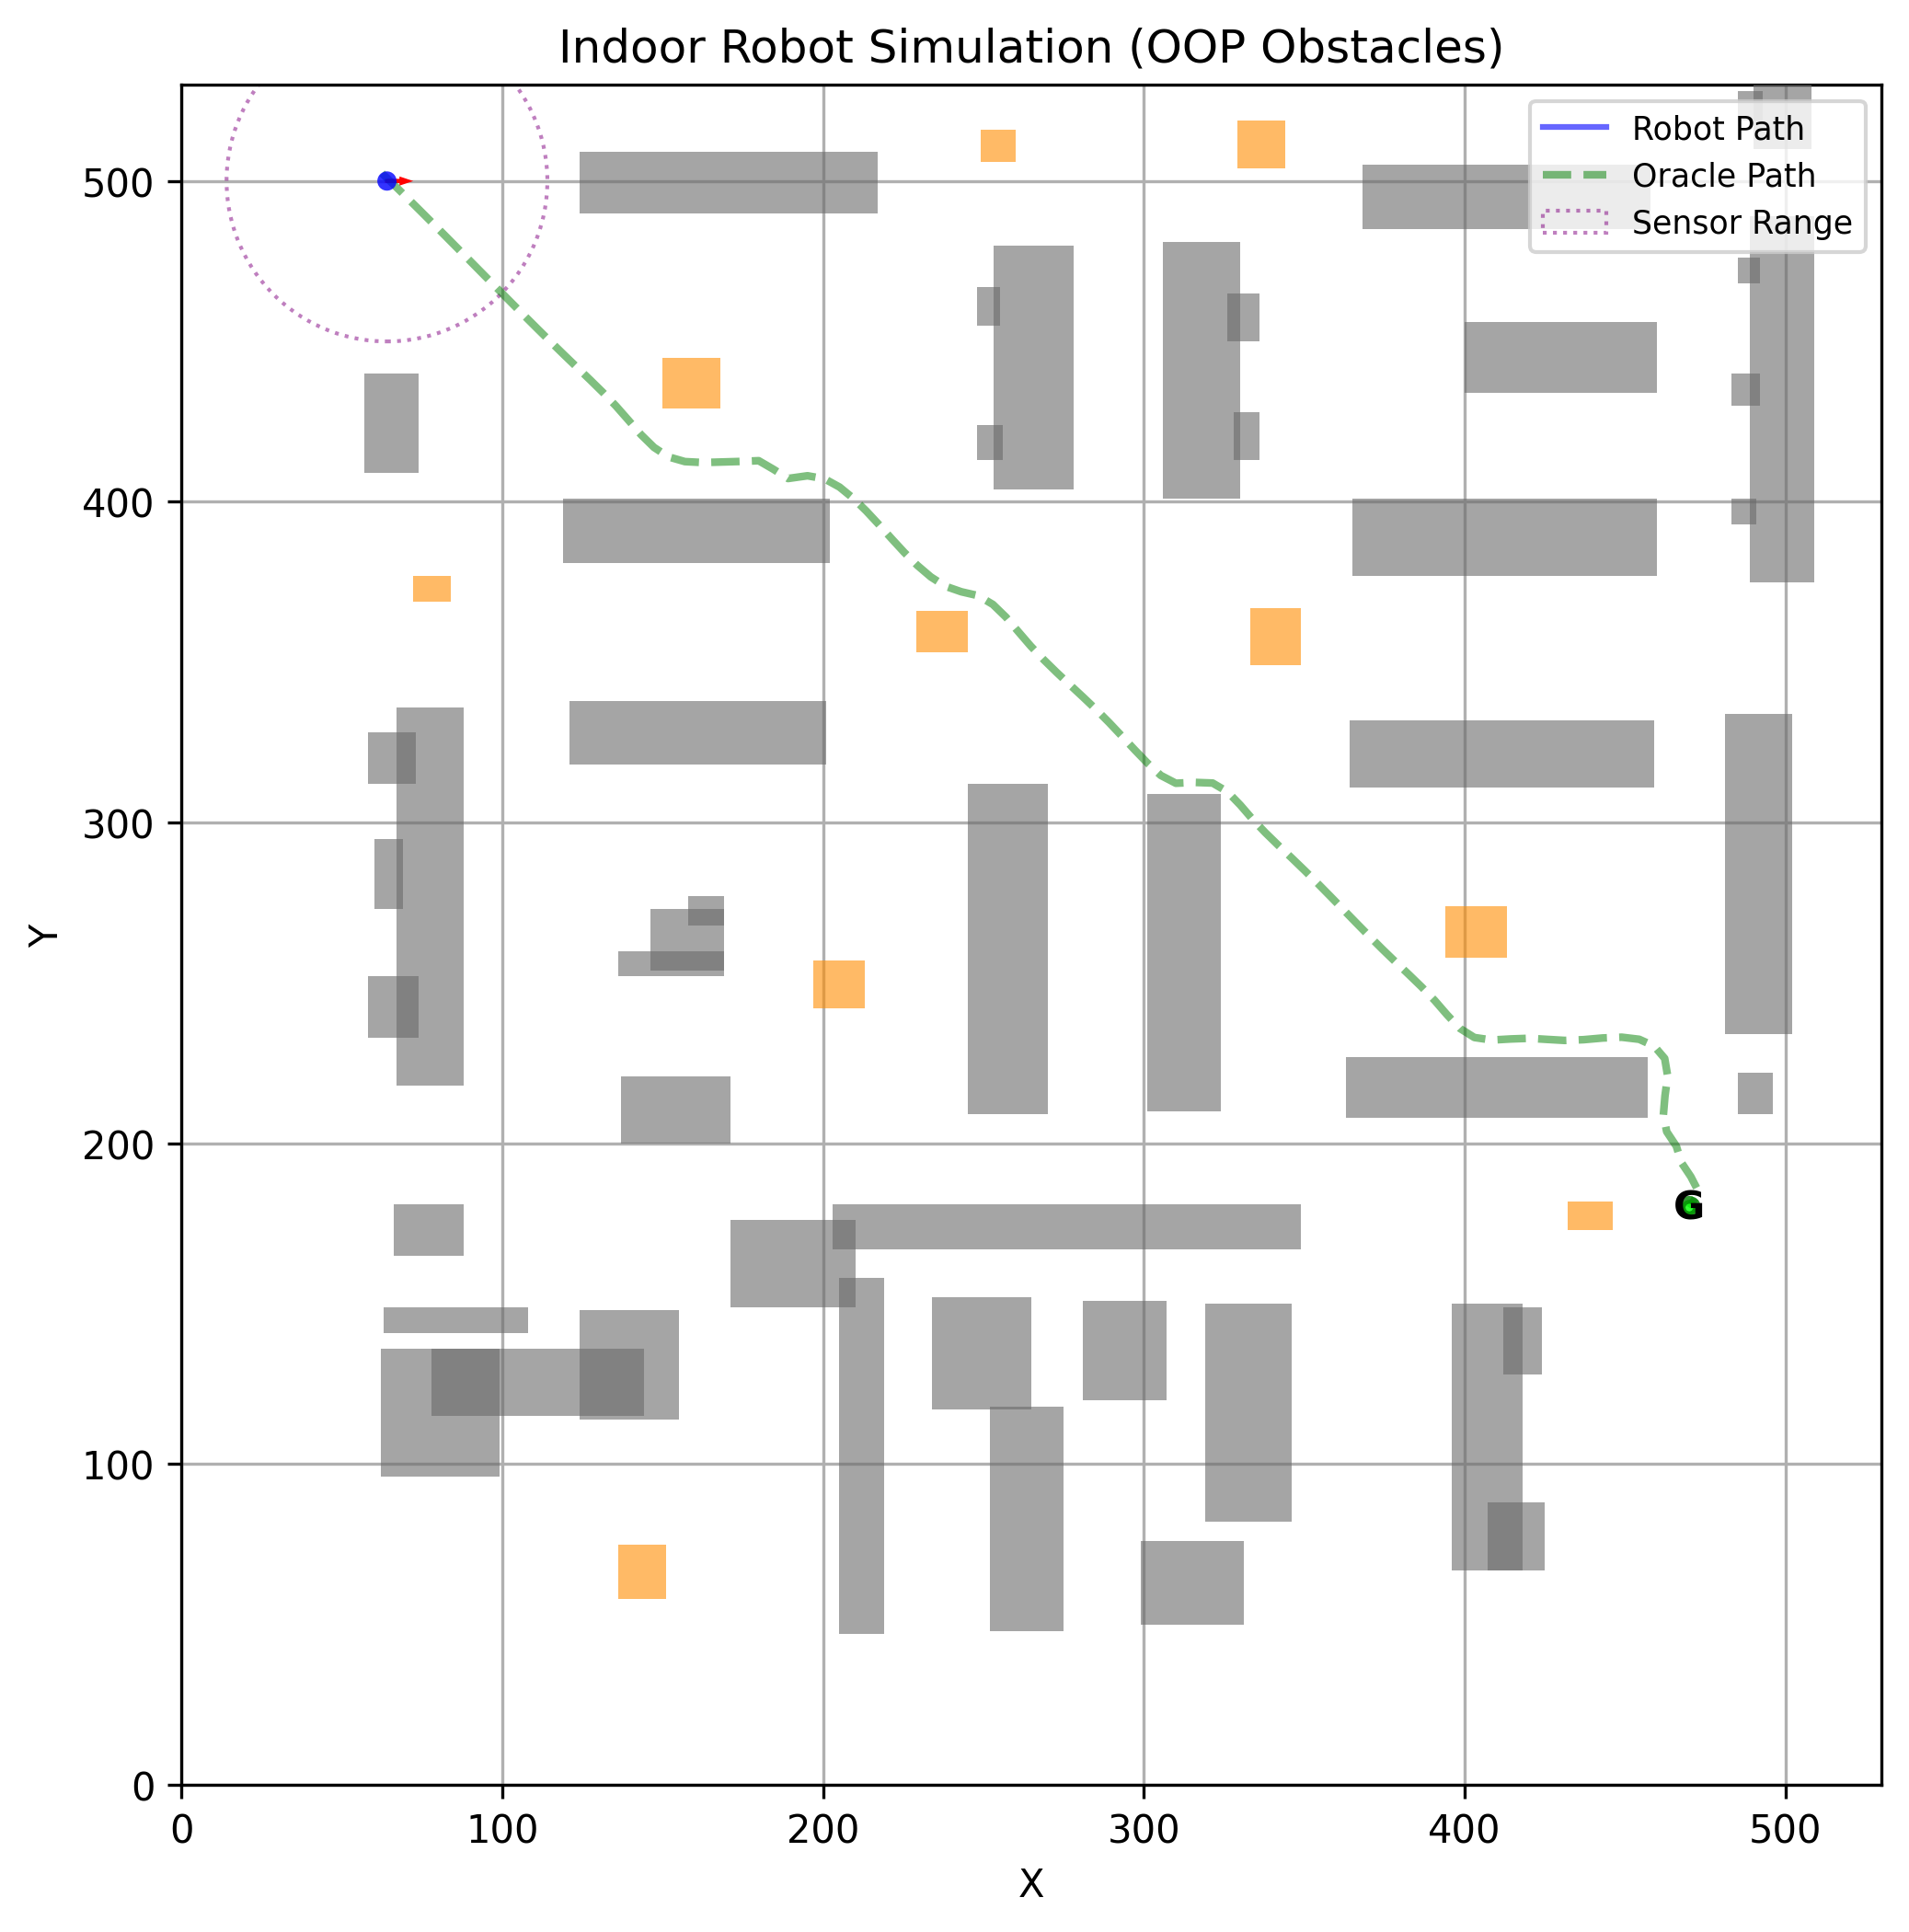 Indoor Robot Simulation (OOP Obstacles)
Robot Path
Oracle Path
Sensor Range
500
400
300
200
100
0
Y
G
0 100 200 300 400 500
X